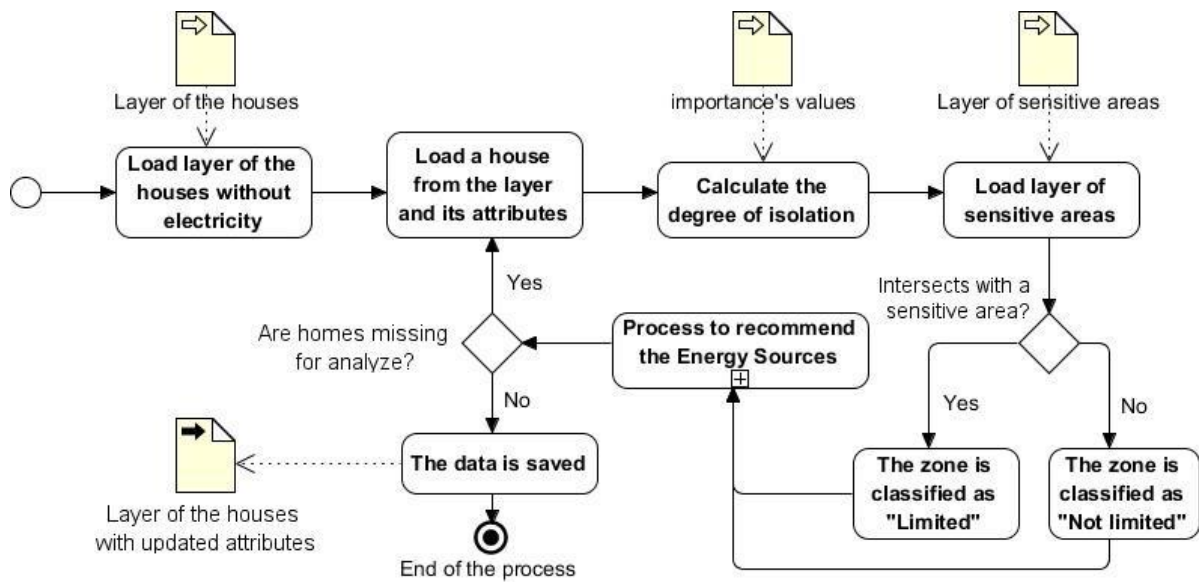 Layer of the houses
importance's values
Layer of sensitive areas
Load layer of the
houses without
electricity
Load a house
from the layer
and its attributes
Calculate the
degree of isolation
Load layer of
sensitive areas
Yes
Intersects with a
sensitive area?
Are homes missing
for analyze?
Process to recommend
the Energy Sources
No
Yes
No
The data is saved
The zone is
classified as
"Limited"
The zone is
classified as
"Not limited"
Layer of the houses
with updated attributes
End of the process